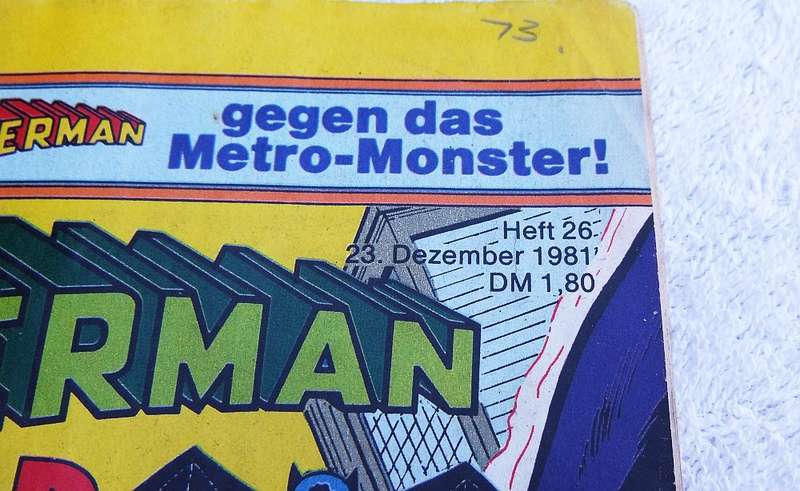 73.
ERMAN
gegen das
Metro-Monster!
Heft 26
23. Dezember 1981
DM 1,80
ERMAN